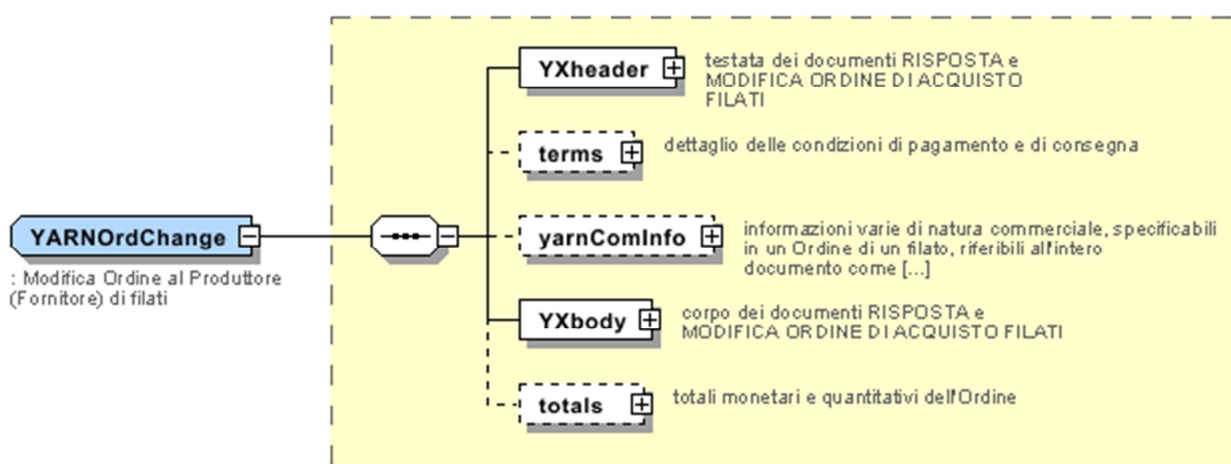 YXheader
testata dei documenti RISPOSTA e
MODIFICA ORDINE DI ACQUISTO
FILATI
terms
dettaglio delle condizioni di pagamento e di consegna
YARNOrdChange
: Modifica Ordine al Produttore
(Fornitore) di filati
yarnComInfo
informazioni varie di natura commerciale, specificabili
in un Ordine di un filato, riferibili all'intero
documento come [...]
YXbody
corpo dei documenti RISPOSTA e
MODIFICA ORDINE DI ACQUISTO FILATI
totals
totali monetari e quantitativi dell'Ordine